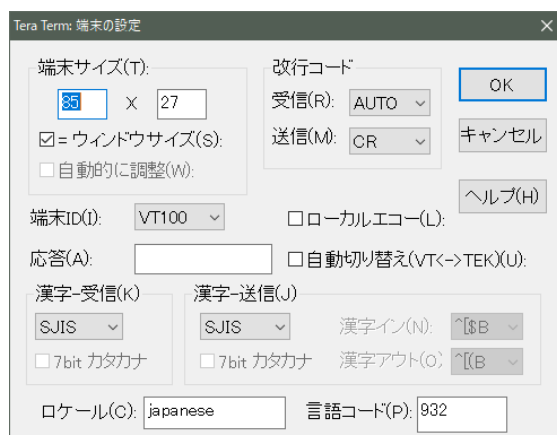 Tera Term: 端末の設定
端末サイズ(T):
85 X 27
=ウィンドウサイズ(S):
自動的に調整(W):
改行コード
受信(R): AUTO
送信(M): CR
OK
キャンセル
ヘルプ(H)
端末ID(I): VT100
ローカルエコー(L):
応答(A):
自動切り替え(VT<->TEK)(U):
漢字-受信(K)
SJIS
7bit カタカナ
漢字-送信(J)
SJIS
7bit カタカナ
漢字イン(N): ^[$B
漢字アウト(O) ^[(B
ロケール(C): japanese
言語コード(P): 932